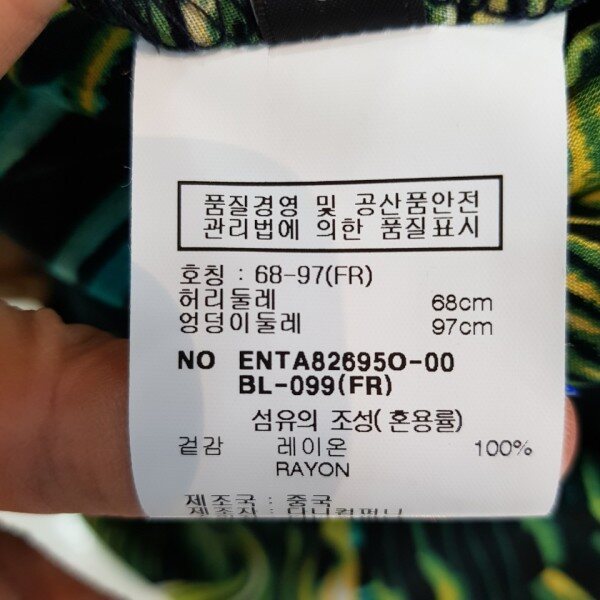 품질경영 및 공산품안전
관리법에 의한 품질표시
호칭 : 68-97(FR)
허리둘레 68cm
엉덩이둘레 97cm
NO ENTA82695O-00
BL-099(FR)
섬유의 조성( 혼용률)
겉감 레이온 100%
RAYON
제조국 : 중국
제조자 :